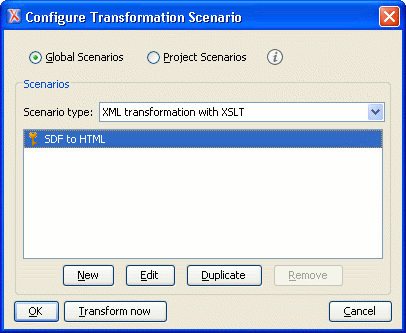 Configure Transformation Scenario
Global Scenarios Project Scenarios
Scenarios
Scenario type: XML transformation with XSLT
SDF to HTML
New Edit Duplicate Remove
OK Transform now Cancel